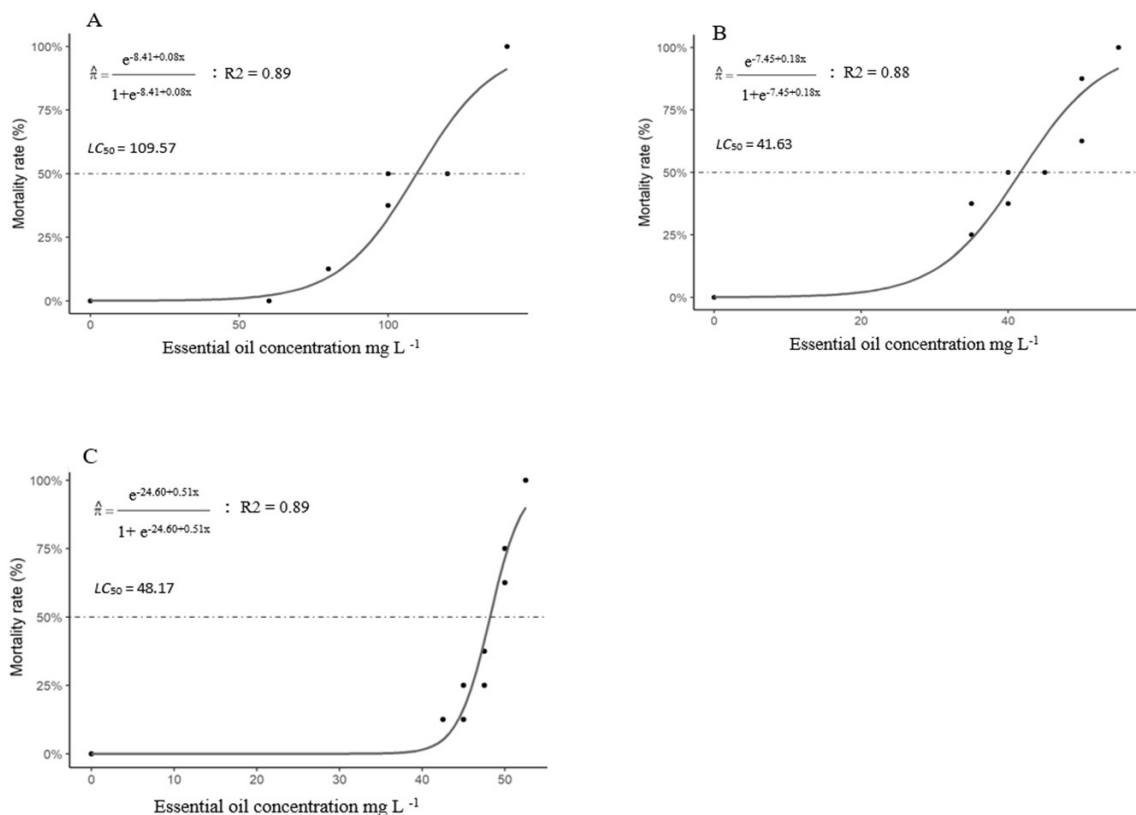 A
100%
75%
50%
25%
0%
Mortality rate (%)
π̂ = e^-8.41+0.08x / 1+e^-8.41+0.08x : R2 = 0.89
LC50 = 109.57
0 50 100
Essential oil concentration mg L -1
B
100%
75%
50%
25%
0%
Mortality rate (%)
π̂ = e^-7.45+0.18x / 1+e^-7.45+0.18x : R2 = 0.88
LC50 = 41.63
0 20 40
Essential oil concentration mg L -1
C
100%
75%
50%
25%
0%
Mortality rate (%)
π̂ = e^-24.60+0.51x / 1+ e^-24.60+0.51x : R2 = 0.89
LC50 = 48.17
0 10 20 30 40 50
Essential oil concentration mg L -1